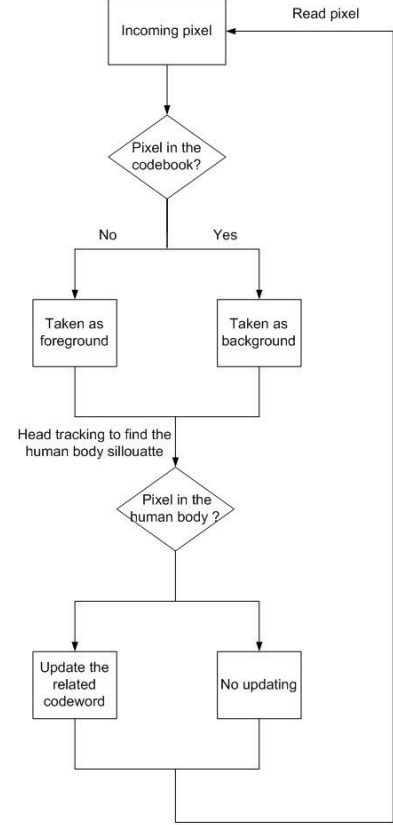 Read pixel
Incoming pixel
Pixel in the
codebook?
No
Yes
Taken as
foreground
Taken as
background
Head tracking to find the
human body sillouatte
Pixel in the
human body ?
Update the
related
codeword
No updating